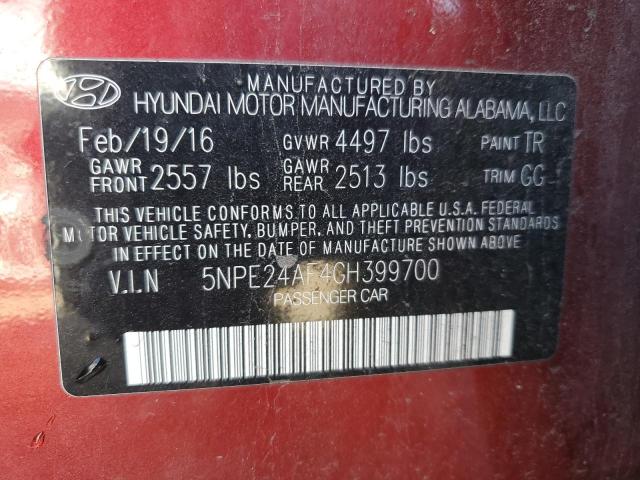 MANUFACTURED BY
HYUNDAI MOTOR MANUFACTURING ALABAMA, LLC
Feb/19/16 GVWR 4497 lbs PAINT TR
GAWR FRONT 2557 lbs GAWR REAR 2513 lbs TRIM GG
THIS VEHICLE CONFORMS TO ALL APPLICABLE U.S.A. FEDERAL
MOTOR VEHICLE SAFETY, BUMPER, AND THEFT PREVENTION STANDARDS
IN EFFECT ON THE DATE OF MANUFACTURE SHOWN ABOVE.
V.I.N 5NPE24AF4GH399700
PASSENGER CAR